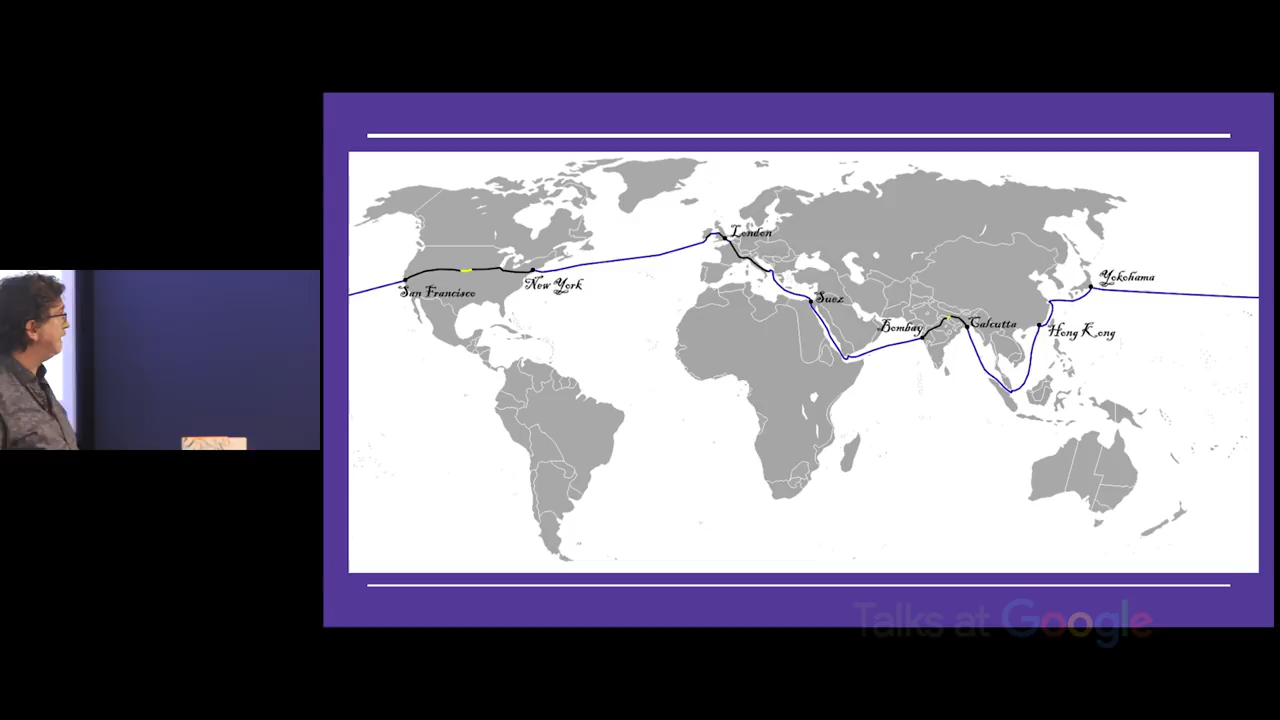 London
New York
San Francisco
Suez
Yokohama
Bombay
Calcutta
Hong Kong
Talks at Google